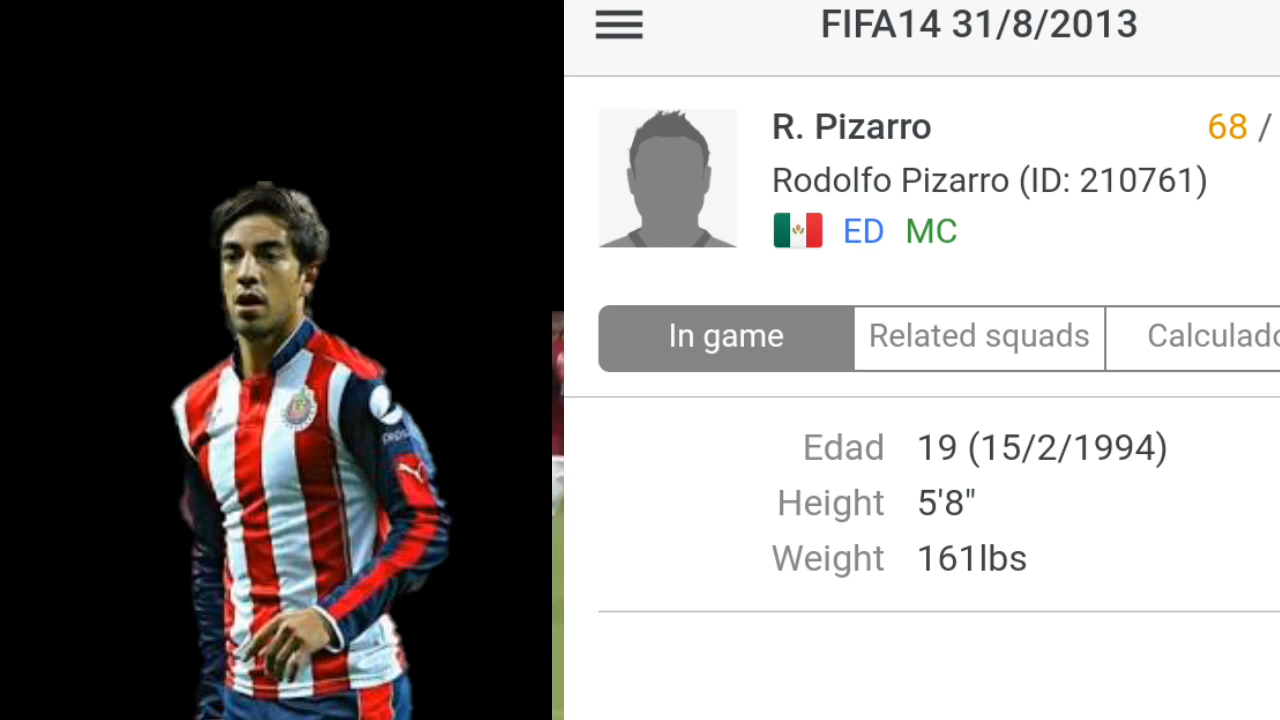 FIFA14 31/8/2013
R. Pizarro
68 /
Rodolfo Pizarro (ID: 210761)
ED MC
In game
Related squads
Calculado
Edad 19 (15/2/1994)
Height 5'8"
Weight 161lbs